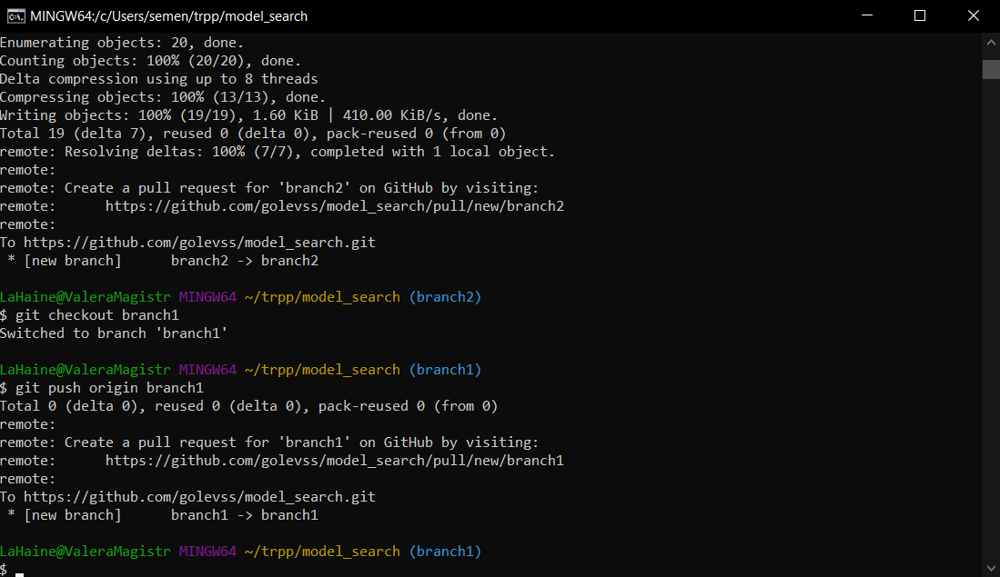 MINGW64:/c/Users/semen/trpp/model_search
Enumerating objects: 20, done.
Counting objects: 100% (20/20), done.
Delta compression using up to 8 threads
Compressing objects: 100% (13/13), done.
Writing objects: 100% (19/19), 1.60 KiB | 410.00 KiB/s, done.
Total 19 (delta 7), reused 0 (delta 0), pack-reused 0 (from 0)
remote: Resolving deltas: 100% (7/7), completed with 1 local object.
remote:
remote: Create a pull request for 'branch2' on GitHub by visiting:
remote:      https://github.com/golevss/model_search/pull/new/branch2
remote:
To https://github.com/golevss/model_search.git
 * [new branch]      branch2 -> branch2

LaHaine@ValeraMagistr MINGW64 ~/trpp/model_search (branch2)
$ git checkout branch1
Switched to branch 'branch1'

LaHaine@ValeraMagistr MINGW64 ~/trpp/model_search (branch1)
$ git push origin branch1
Total 0 (delta 0), reused 0 (delta 0), pack-reused 0 (from 0)
remote:
remote: Create a pull request for 'branch1' on GitHub by visiting:
remote:      https://github.com/golevss/model_search/pull/new/branch1
remote:
To https://github.com/golevss/model_search.git
 * [new branch]      branch1 -> branch1

LaHaine@ValeraMagistr MINGW64 ~/trpp/model_search (branch1)
$